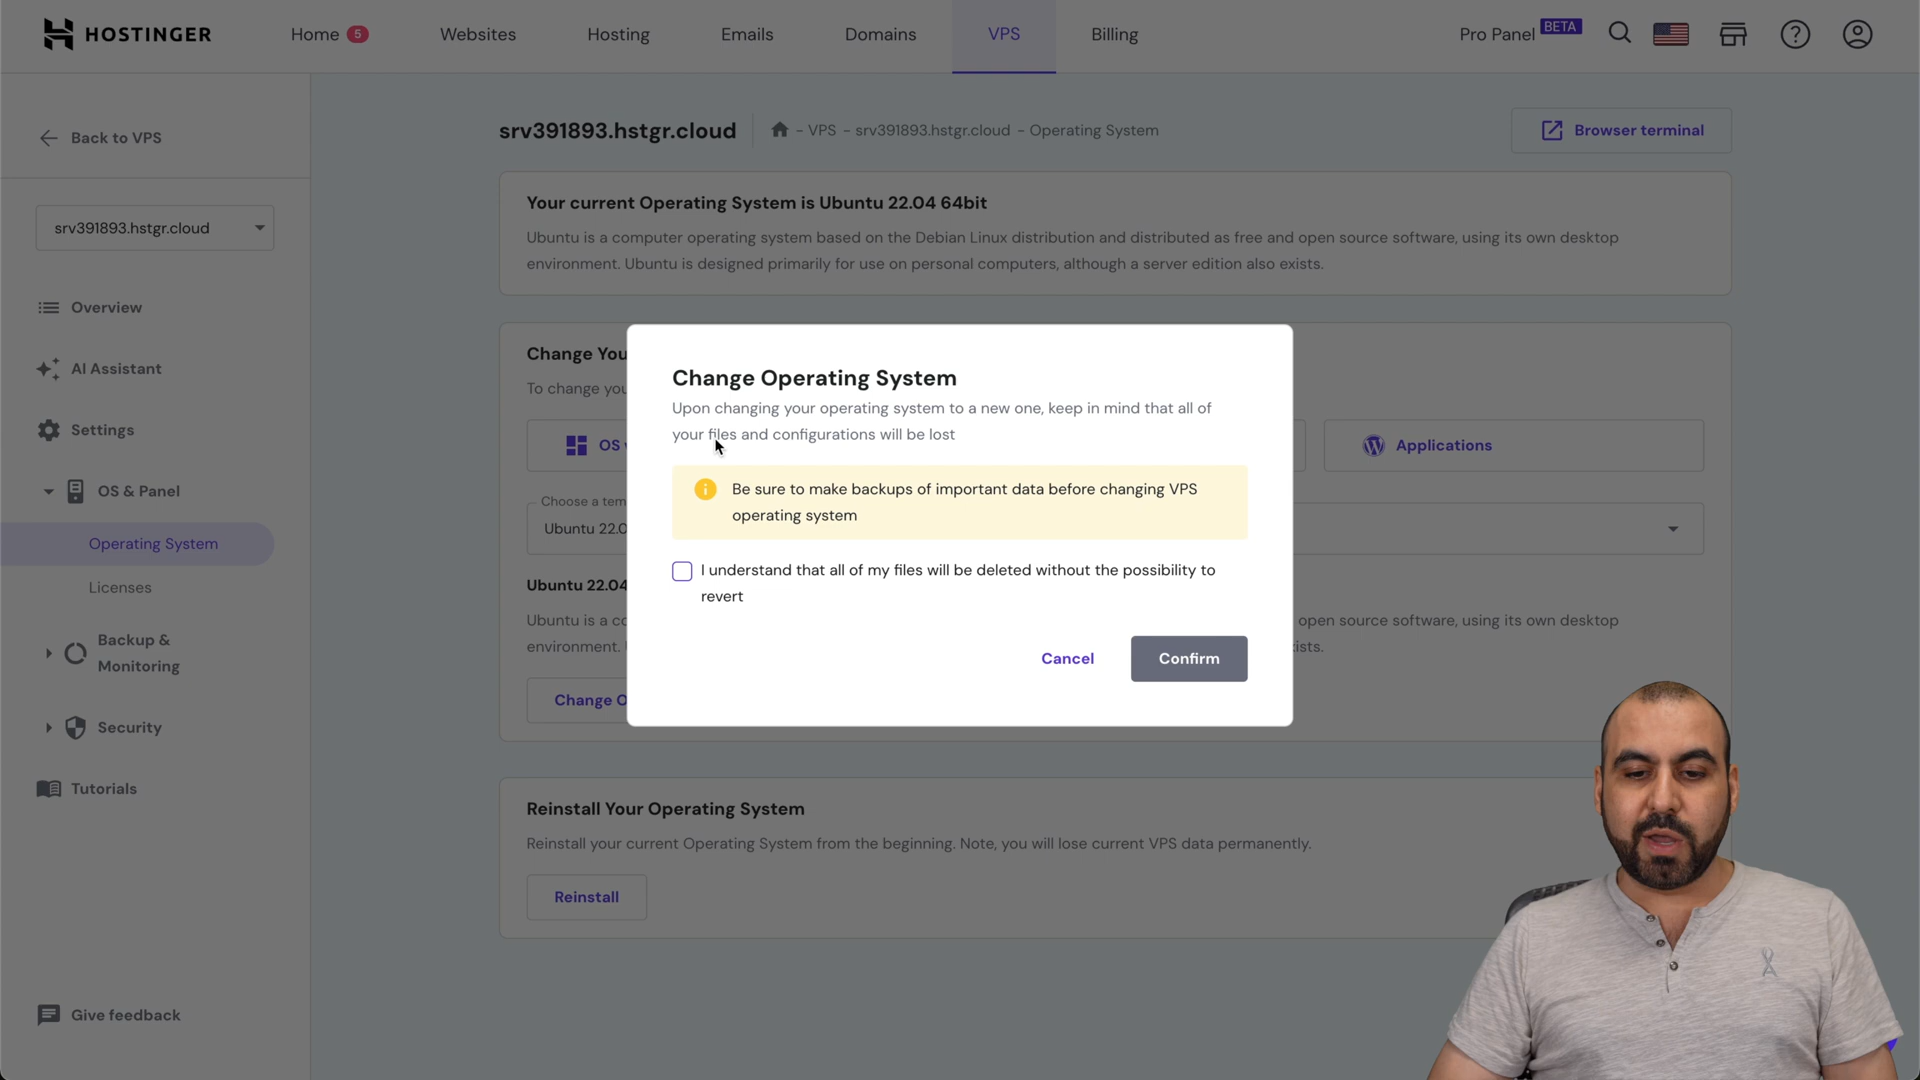 HOSTINGER
Home 5
Websites
Hosting
Emails
Domains
VPS
Billing
Pro Panel BETA
Back to VPS
srv391893.hstgr.cloud
Overview
AI Assistant
Settings
OS & Panel
Operating System
Licenses
Backup &
Monitoring
Security
Tutorials
Give feedback
srv391893.hstgr.cloud
- VPS - srv391893.hstgr.cloud - Operating System
Browser terminal
Your current Operating System is Ubuntu 22.04 64bit
Ubuntu is a computer operating system based on the Debian Linux distribution and distributed as free and open source software, using its own desktop
environment. Ubuntu is designed primarily for use on personal computers, although a server edition also exists.
Change You
To change you
OS
Applications
Choose a tem
Ubuntu 22.0
Ubuntu 22.04
Ubuntu is a co
open source software, using its own desktop
environment.
ists.
Change O
Change Operating System
Upon changing your operating system to a new one, keep in mind that all of
your files and configurations will be lost
Be sure to make backups of important data before changing VPS
operating system
I understand that all of my files will be deleted without the possibility to
revert
Cancel
Confirm
Reinstall Your Operating System
Reinstall your current Operating System from the beginning. Note, you will lose current VPS data permanently.
Reinstall